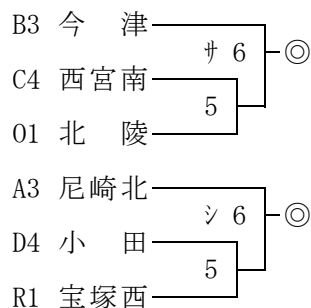 B3 今　津
ｻ 6 ◎
C4 西宮南
5
O1 北　陵
A3 尼崎北
ｼ 6 ◎
D4 小　田
5
R1 宝塚西